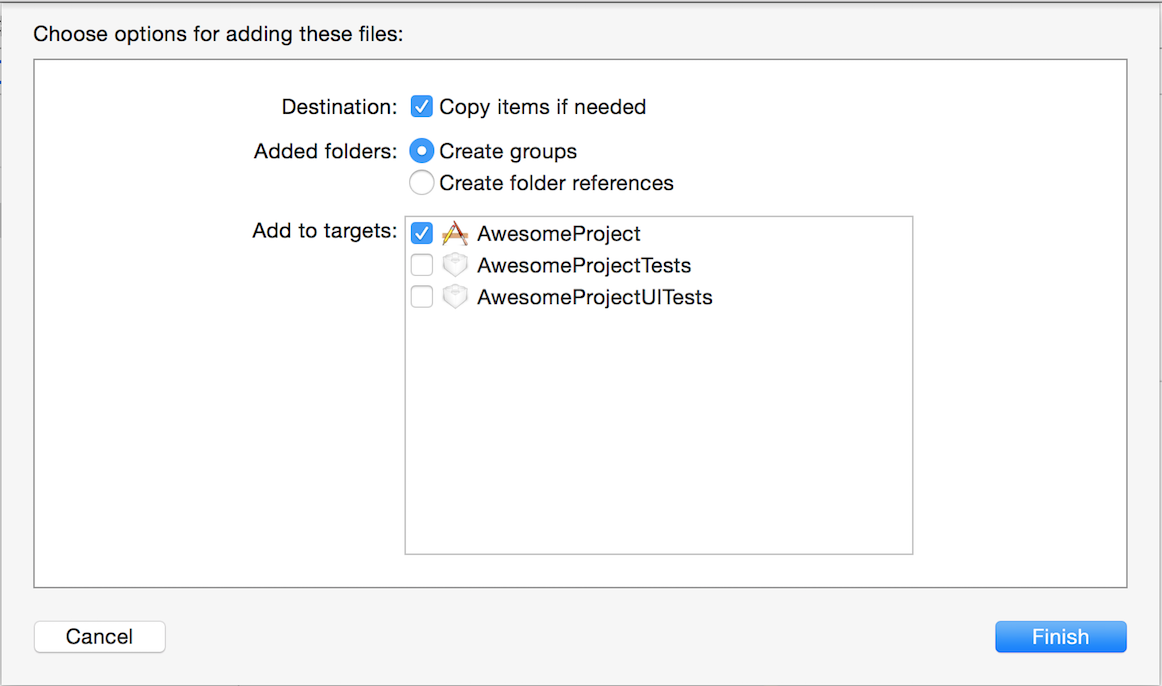 Choose options for adding these files:
Destination: Copy items if needed
Added folders: Create groups
Create folder references
Add to targets: AwesomeProject
AwesomeProjectTests
AwesomeProjectUITests
Cancel Finish